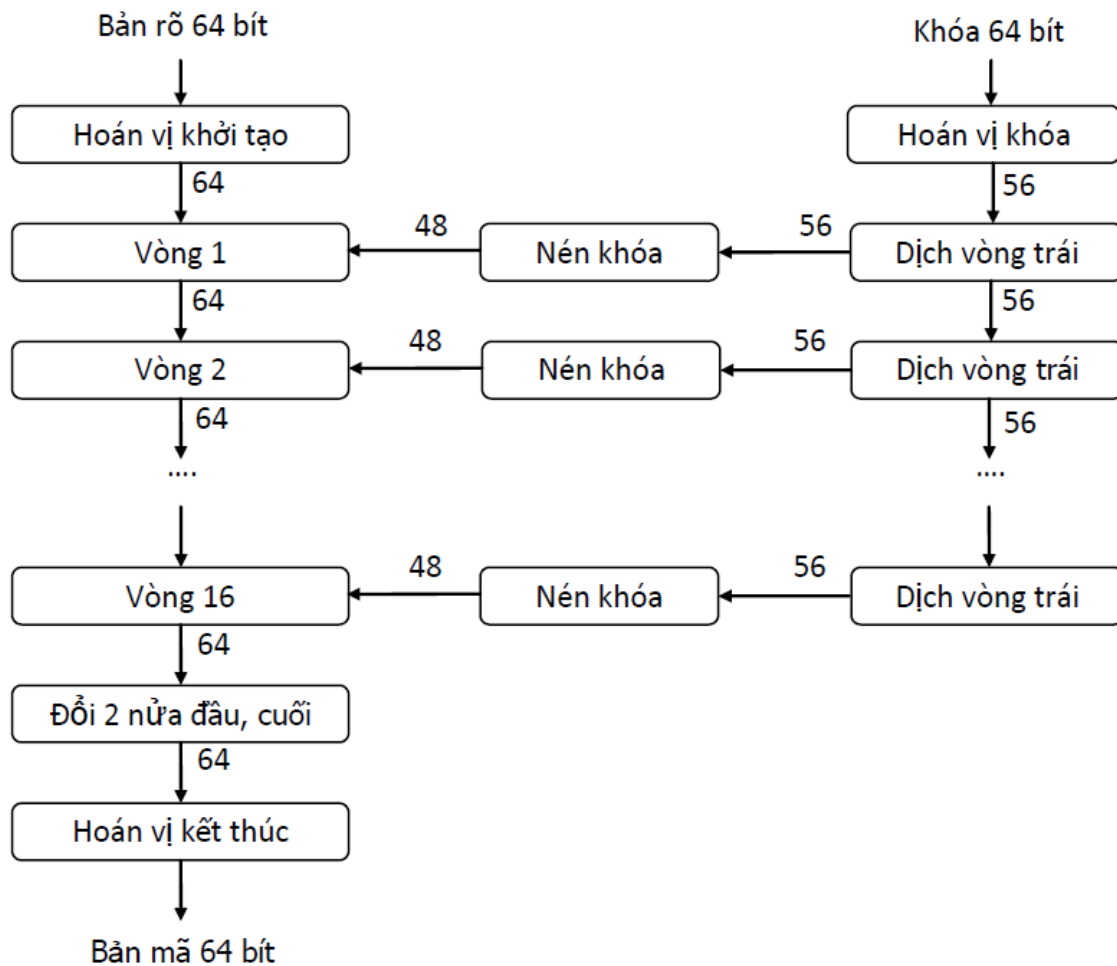 Bản rõ 64 bít
Khóa 64 bít
Hoán vị khởi tạo
Hoán vị khóa
64
56
Vòng 1
48
Nén khóa
56
Dịch vòng trái
64
56
Vòng 2
48
Nén khóa
56
Dịch vòng trái
64
56
....
....
Vòng 16
48
Nén khóa
56
Dịch vòng trái
64
Đổi 2 nửa đầu, cuối
64
Hoán vị kết thúc
Bản mã 64 bít